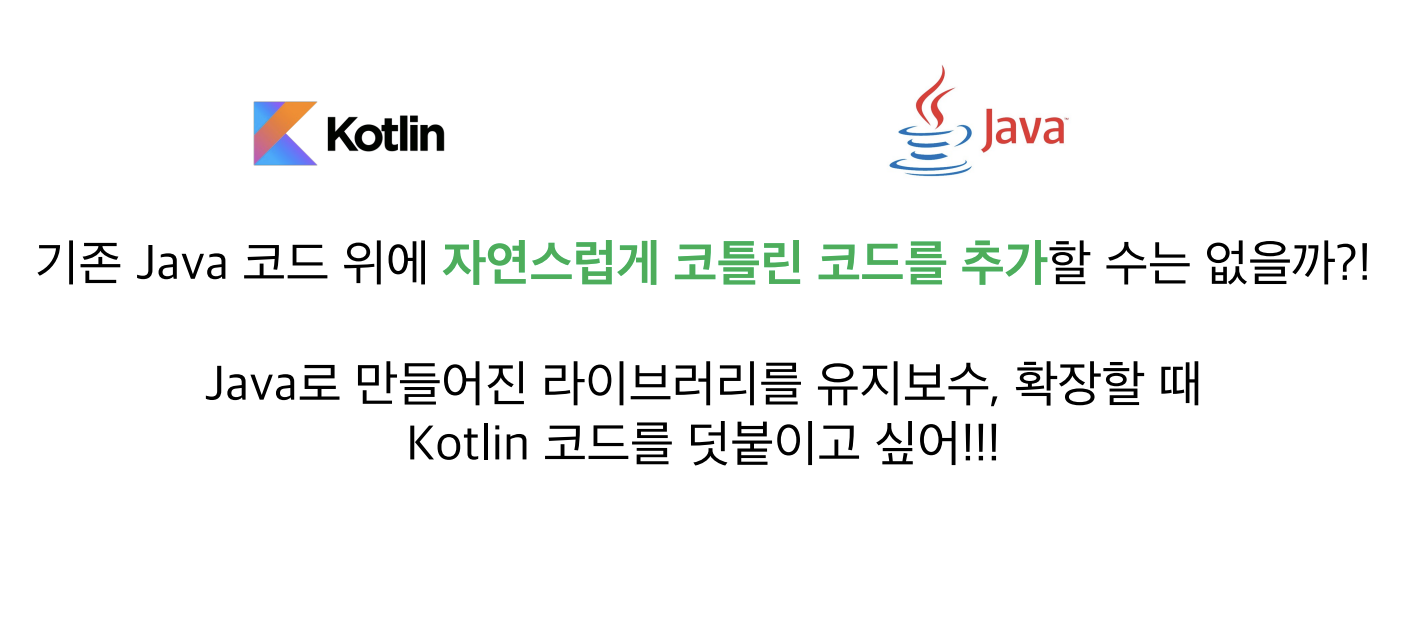 Kotlin
Java™
기존 Java 코드 위에 자연스럽게 코틀린 코드를 추가할 수는 없을까?!
Java로 만들어진 라이브러리를 유지보수, 확장할 때
Kotlin 코드를 덧붙이고 싶어!!!